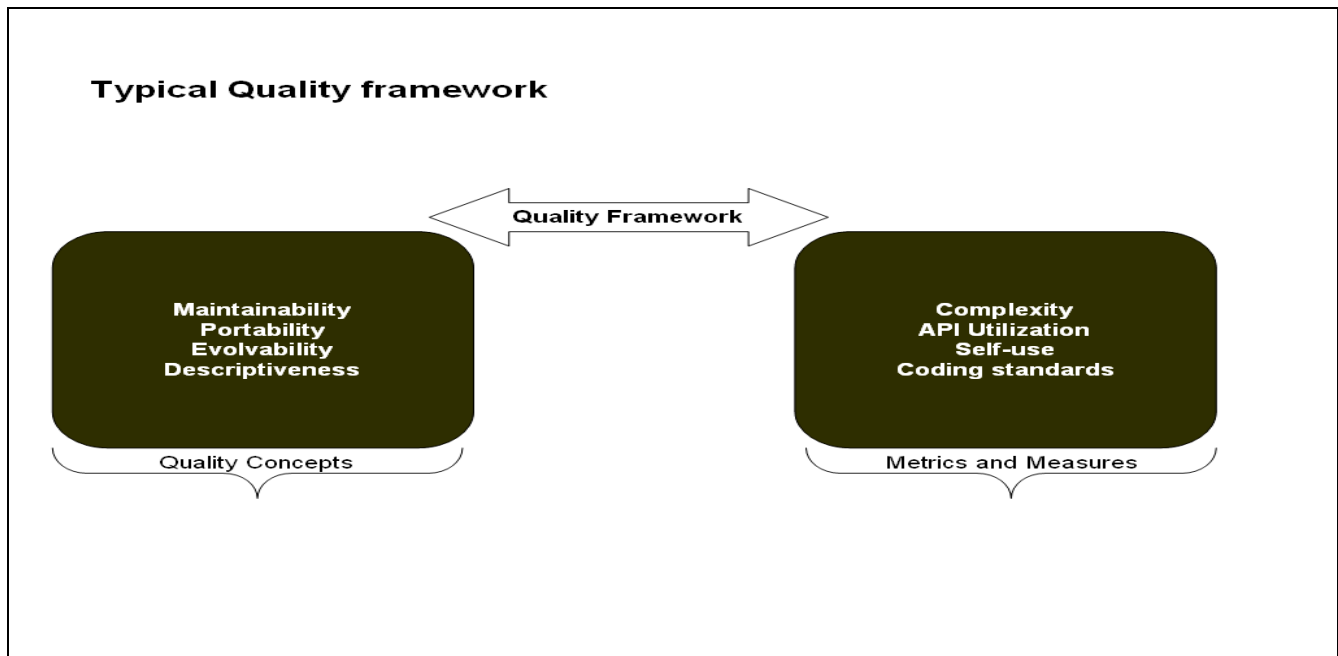 Typical Quality framework
Quality Framework
Maintainability
Portability
Evolvability
Descriptiveness
Quality Concepts
Complexity
API Utilization
Self-use
Coding standards
Metrics and Measures